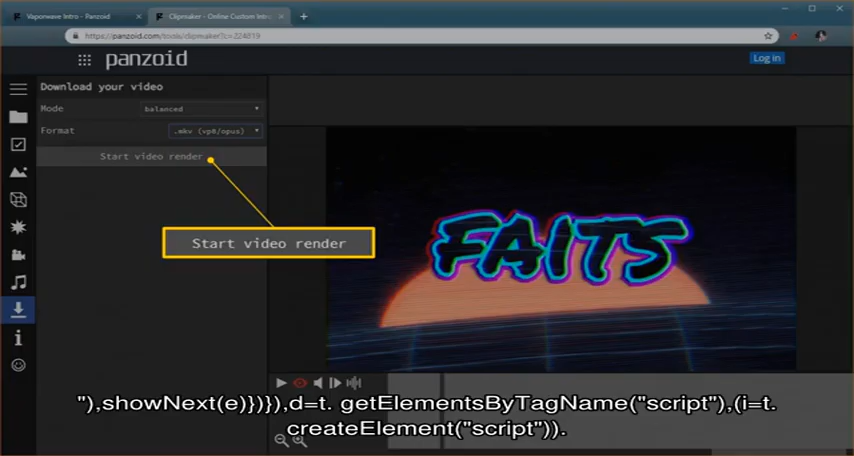 Vaporwave Intro - Panzoid
Clipmaker - Online Custom Intro
https://panzoid.com/tools/clipmaker?c=224819
panzoid
Log in
Download your video
Mode
balanced
Format
.mkv (vp8/opus)
Start video render
Start video render
FAITS
"),showNext(e)})}),d=t. getElementsByTagName("script"),(i=t.
createElement("script")).